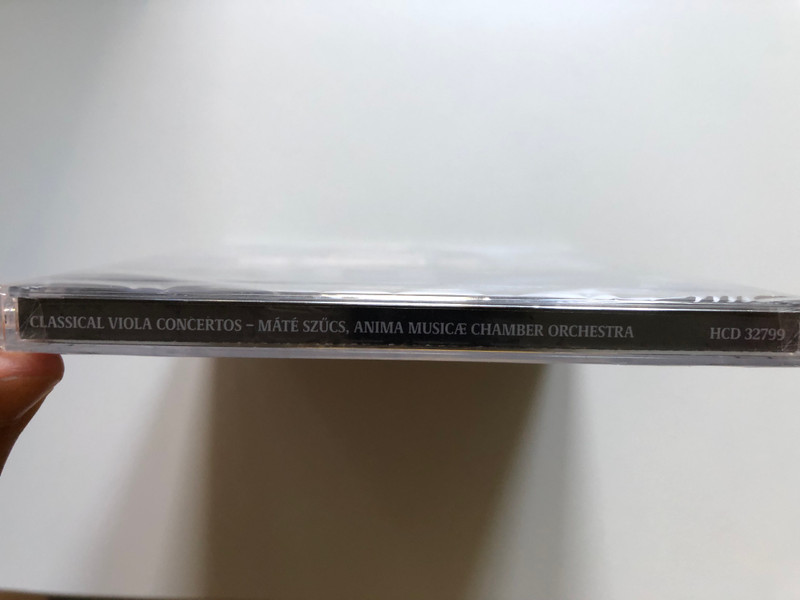 CLASSICAL VIOLA CONCERTOS – MÁTÉ SZŰCS, ANIMA MUSICÆ CHAMBER ORCHESTRA HCD 32799